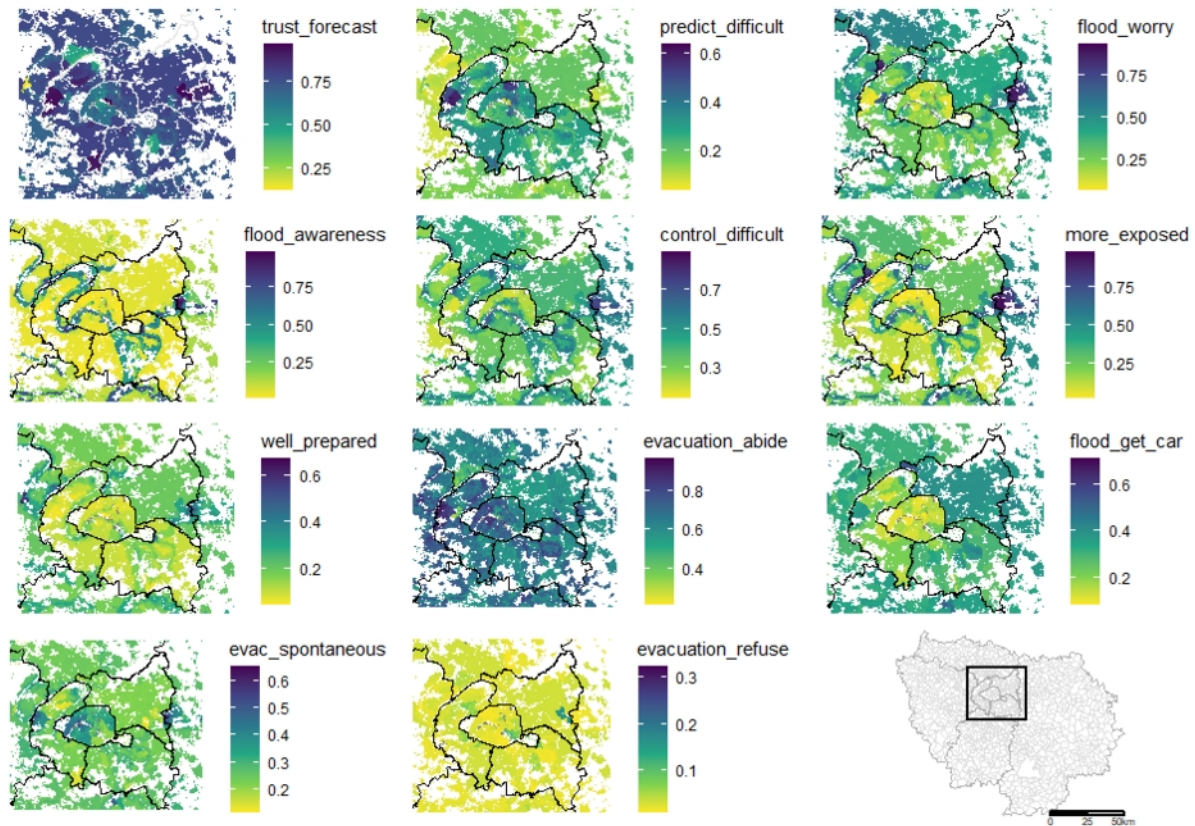 trust_forecast
0.75
0.50
0.25
predict_difficult
0.6
0.4
0.2
flood_worry
0.75
0.50
0.25
flood_awareness
0.75
0.50
0.25
control_difficult
0.7
0.5
0.3
more_exposed
0.75
0.50
0.25
well_prepared
0.6
0.4
0.2
evacuation_abide
0.8
0.6
0.4
flood_get_car
0.6
0.4
0.2
evac_spontaneous
0.6
0.5
0.4
0.3
0.2
evacuation_refuse
0.3
0.2
0.1
0 25 50km